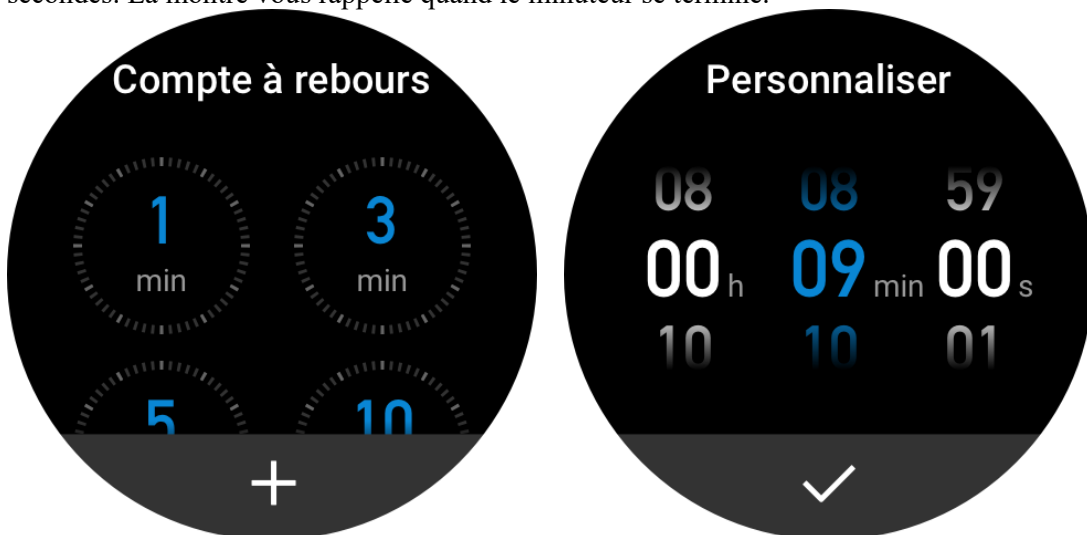 secondes. La montre vous rappelle quand le minuteur se termine.
Compte à rebours
1
min
3
min
5
10
Personnaliser
08 08 59
00 h 09 min 00 s
10 10 01